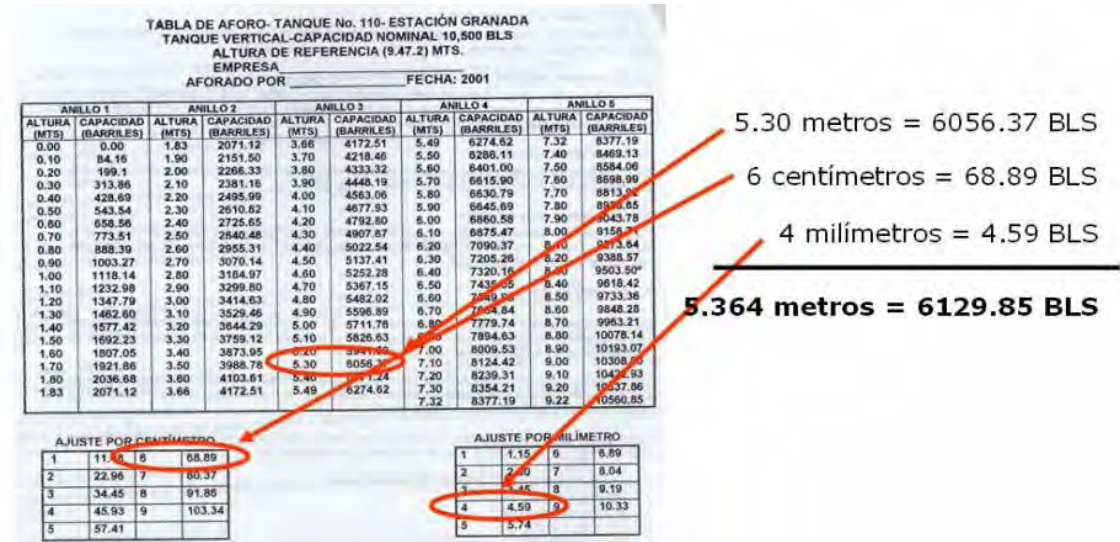 TABLA DE AFORO- TANQUE No. 110- ESTACIÓN GRANADA
TANQUE VERTICAL-CAPACIDAD NOMINAL 10,500 BLS
ALTURA DE REFERENCIA (9.47.2) MTS.
EMPRESA
AFORADO POR FECHA: 2001
ANILLO 1 ANILLO 2 ANILLO 3 ANILLO 4 ANILLO 5
ALTURA CAPACIDAD ALTURA CAPACIDAD ALTURA CAPACIDAD ALTURA CAPACIDAD ALTURA CAPACIDAD
(MTS) (BARRILES) (MTS) (BARRILES) (MTS) (BARRILES) (MTS) (BARRILES) (MTS) (BARRILES)
0.00 0.00 1.83 2071.12 3.66 4172.51 5.49 6274.62 7.32 8377.19
0.10 84.16 1.90 2151.50 3.70 4218.46 5.50 6286.11 7.40 8469.13
0.20 199.1 2.00 2266.33 3.80 4333.32 5.60 6401.00 7.50 8584.06
0.30 313.86 2.10 2381.16 3.90 4448.19 5.70 6615.90 7.60 8698.99
0.40 428.69 2.20 2495.99 4.00 4563.06 5.80 6630.79 7.70
0.50 543.54 2.30 2610.82 4.10 4677.93 5.90 6645.69 7.80
0.60 658.56 2.40 2725.65 4.20 4792.80 6.00 6860.58 7.90
0.70 773.51 2.50 2840.48 4.30 4907.67 6.10 6875.47 8.00
0.80 888.39 2.60 2955.31 4.40 5022.54 6.20 7090.37
0.90 1003.27 2.70 3070.14 4.50 5137.41 6.30 7205.26 8.20 9388.57
1.00 1118.14 2.80 3184.97 4.60 5252.28 6.40 7320.16 9503.50*
1.10 1232.98 2.90 3299.80 4.70 5367.15 6.50 8.40 9618.42
1.20 1347.79 3.00 3414.63 4.80 5482.02 6.60 8.50 9733.36
1.30 1462.60 3.10 3529.46 4.90 5596.89 6.70 8.60 9848.28
1.40 1577.42 3.20 3644.29 5.00 5711.76 7779.74 8.70 9963.21
1.50 1692.23 3.30 3759.12 5.10 5826.63 7894.63 8.80 10078.14
1.60 1807.05 3.40 3873.95 7.00 8009.53 8.90 10193.07
1.70 1921.86 3.50 3988.78 5.30 7.10 8124.42 9.00
1.80 2036.68 3.60 4103.61 7.20 8239.31 9.10
1.83 2071.12 3.66 4172.51 5.49 6274.62 7.30 8354.21 9.20
7.32 8377.19 9.22 10560.85
5.30 metros = 6056.37 BLS
6 centímetros = 68.89 BLS
4 milímetros = 4.59 BLS
5.364 metros = 6129.85 BLS
AJUSTE POR CENTÍMETRO
1 6 68.89
2 22.96 7 80.37
3 34.45 8 91.86
4 45.93 9 103.34
5 57.41
AJUSTE POR MILÍMETRO
1 1.15 6 6.89
2 7 8.04
3 8 9.19
4 4.59 9 10.33
5 5.74